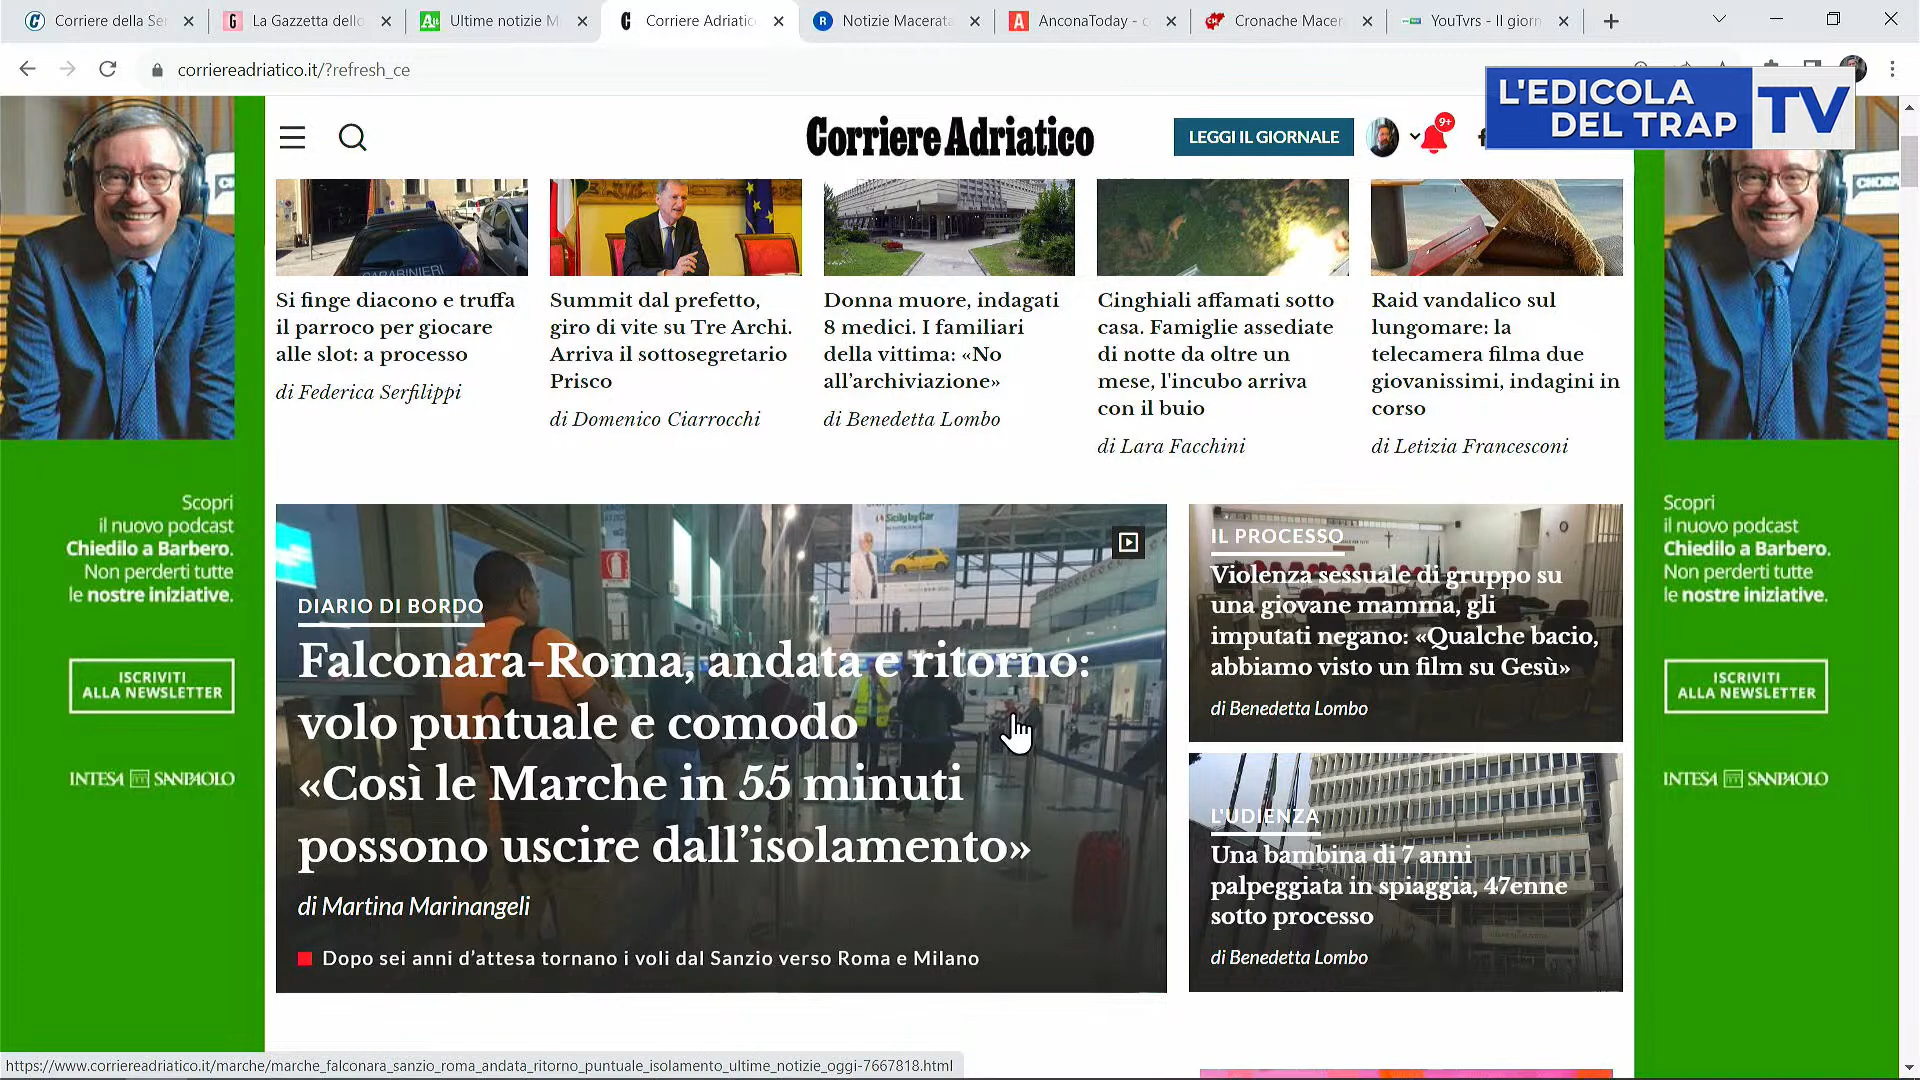 Corriere della Se
La Gazzetta dello
Ultime notizie M
Corriere Adriatic
Notizie Macerata
AnconaToday - c
Cronache Macer
YouTvrs - Il giorn
corriereadriatico.it/?refresh_ce
L'EDICOLA
DEL TRAP
TV
Corriere Adriatico
LEGGI IL GIORNALE
9+
CARABINIERI
Si finge diacono e truffa
il parroco per giocare
alle slot: a processo
di Federica Serfilippi
Summit dal prefetto,
giro di vite su Tre Archi.
Arriva il sottosegretario
Prisco
di Domenico Ciarrocchi
Donna muore, indagati
8 medici. I familiari
della vittima: «No
all'archiviazione»
di Benedetta Lombo
Cinghiali affamati sotto
casa. Famiglie assediate
di notte da oltre un
mese, l'incubo arriva
con il buio
di Lara Facchini
Raid vandalico sul
lungomare: la
telecamera filma due
giovanissimi, indagini in
corso
di Letizia Francesconi
Scopri
il nuovo podcast
Chiedilo a Barbero.
Non perderti tutte
le nostre iniziative.
ISCRIVITI
ALLA NEWSLETTER
INTESA SANPAOLO
Sicily by Car
DIARIO DI BORDO
Falconara-Roma, andata e ritorno:
volo puntuale e comodo
«Così le Marche in 55 minuti
possono uscire dall'isolamento»
di Martina Marinangeli
Dopo sei anni d'attesa tornano i voli dal Sanzio verso Roma e Milano
IL PROCESSO
Violenza sessuale di gruppo su
una giovane mamma, gli
imputati negano: «Qualche bacio,
abbiamo visto un film su Gesù»
di Benedetta Lombo
L'UDIENZA
Una bambina di 7 anni
palpeggiata in spiaggia, 47enne
sotto processo
di Benedetta Lombo
Scopri
il nuovo podcast
Chiedilo a Barbero.
Non perderti tutte
le nostre iniziative.
ISCRIVITI
ALLA NEWSLETTER
INTESA SANPAOLO
https://www.corriereadriatico.it/marche/marche_falconara_sanzio_roma_andata_ritorno_puntuale_isolamento_ultime_notizie_oggi-7667818.html